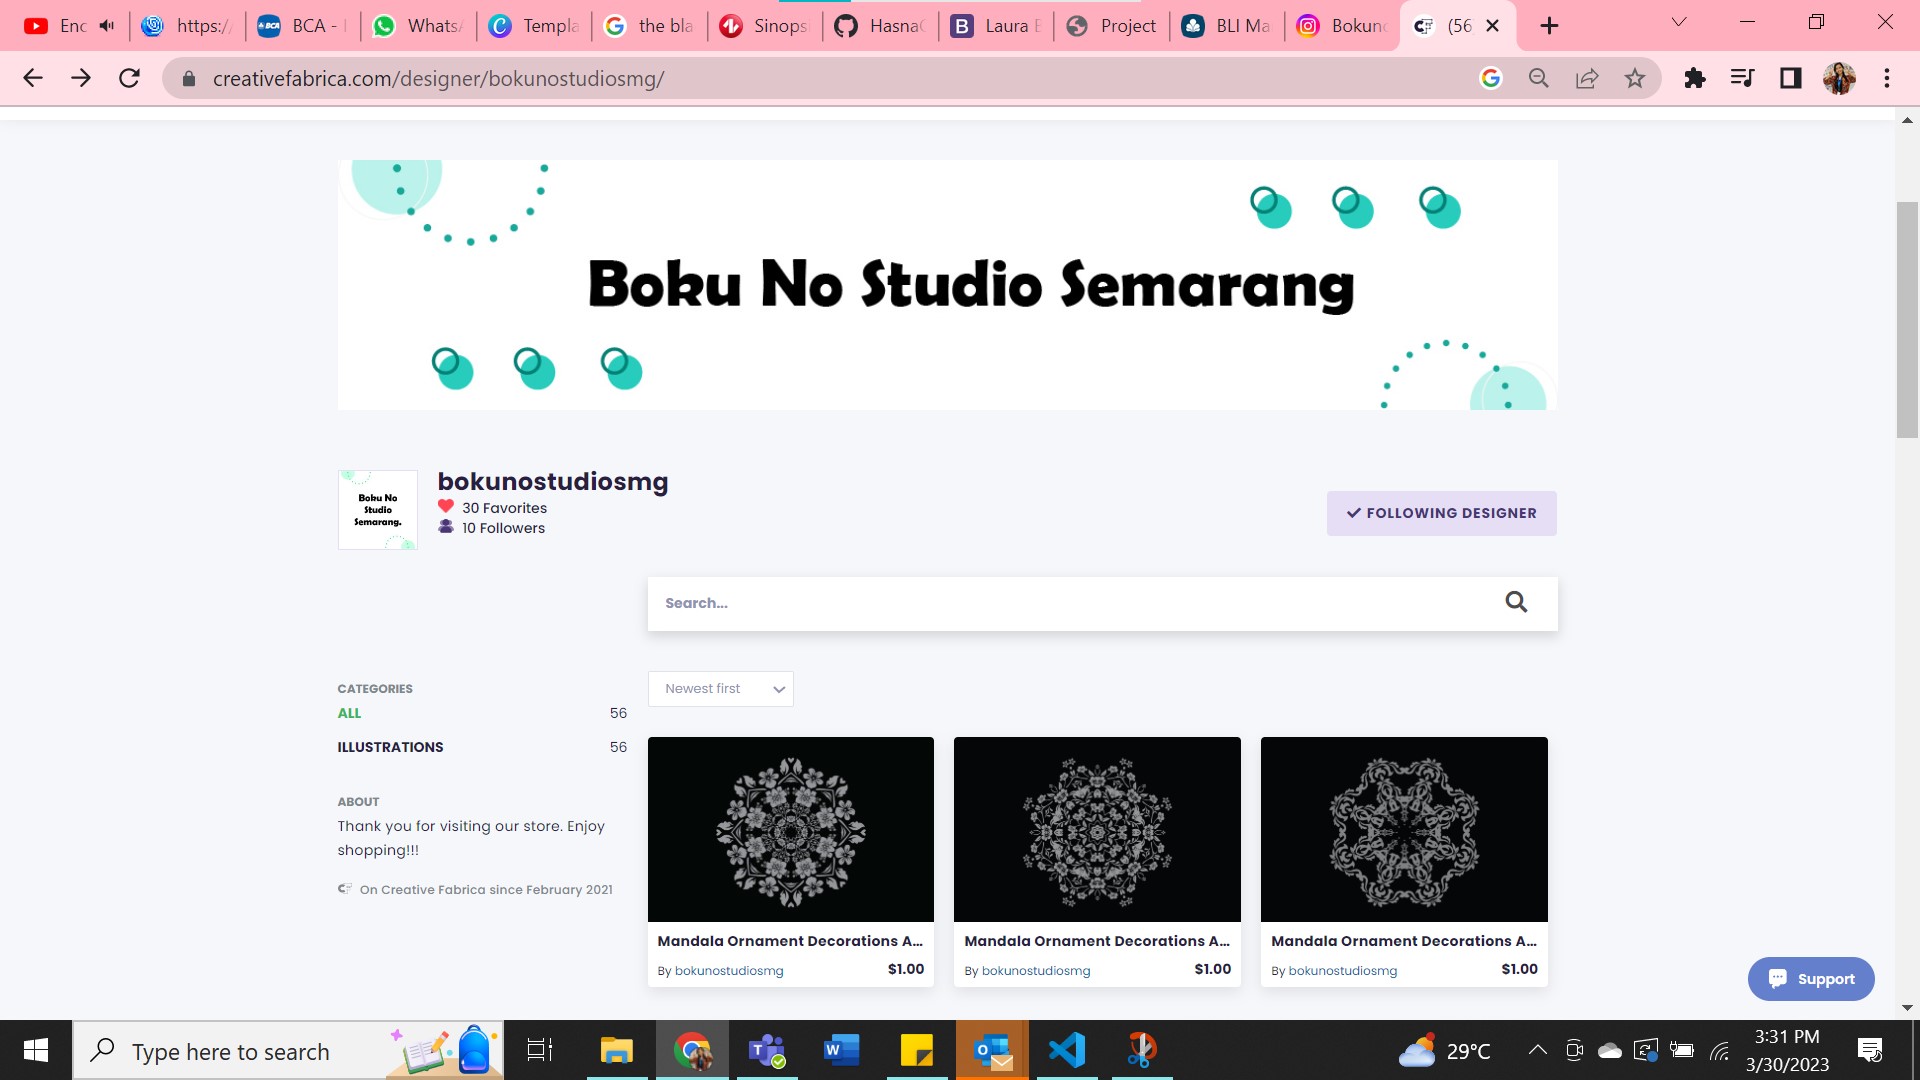 Enc
https:/
BCA -
WhatsA
Templa
the bla
Sinops
HasnaC
Laura B
Project
BLI Ma
Bokuno
(56
creativefabrica.com/designer/bokunostudiosmg/
Boku No Studio Semarang
Boku No
Studio
Semarang.
bokunostudiosmg
30 Favorites
10 Followers
FOLLOWING DESIGNER
Search...
CATEGORIES
ALL 56
ILLUSTRATIONS 56
ABOUT
Thank you for visiting our store. Enjoy
shopping!!!
On Creative Fabrica since February 2021
Newest first
Mandala Ornament Decorations A...
By bokunostudiosmg $1.00
Mandala Ornament Decorations A...
By bokunostudiosmg $1.00
Mandala Ornament Decorations A...
By bokunostudiosmg $1.00
Support
Type here to search
29°C
3:31 PM
3/30/2023